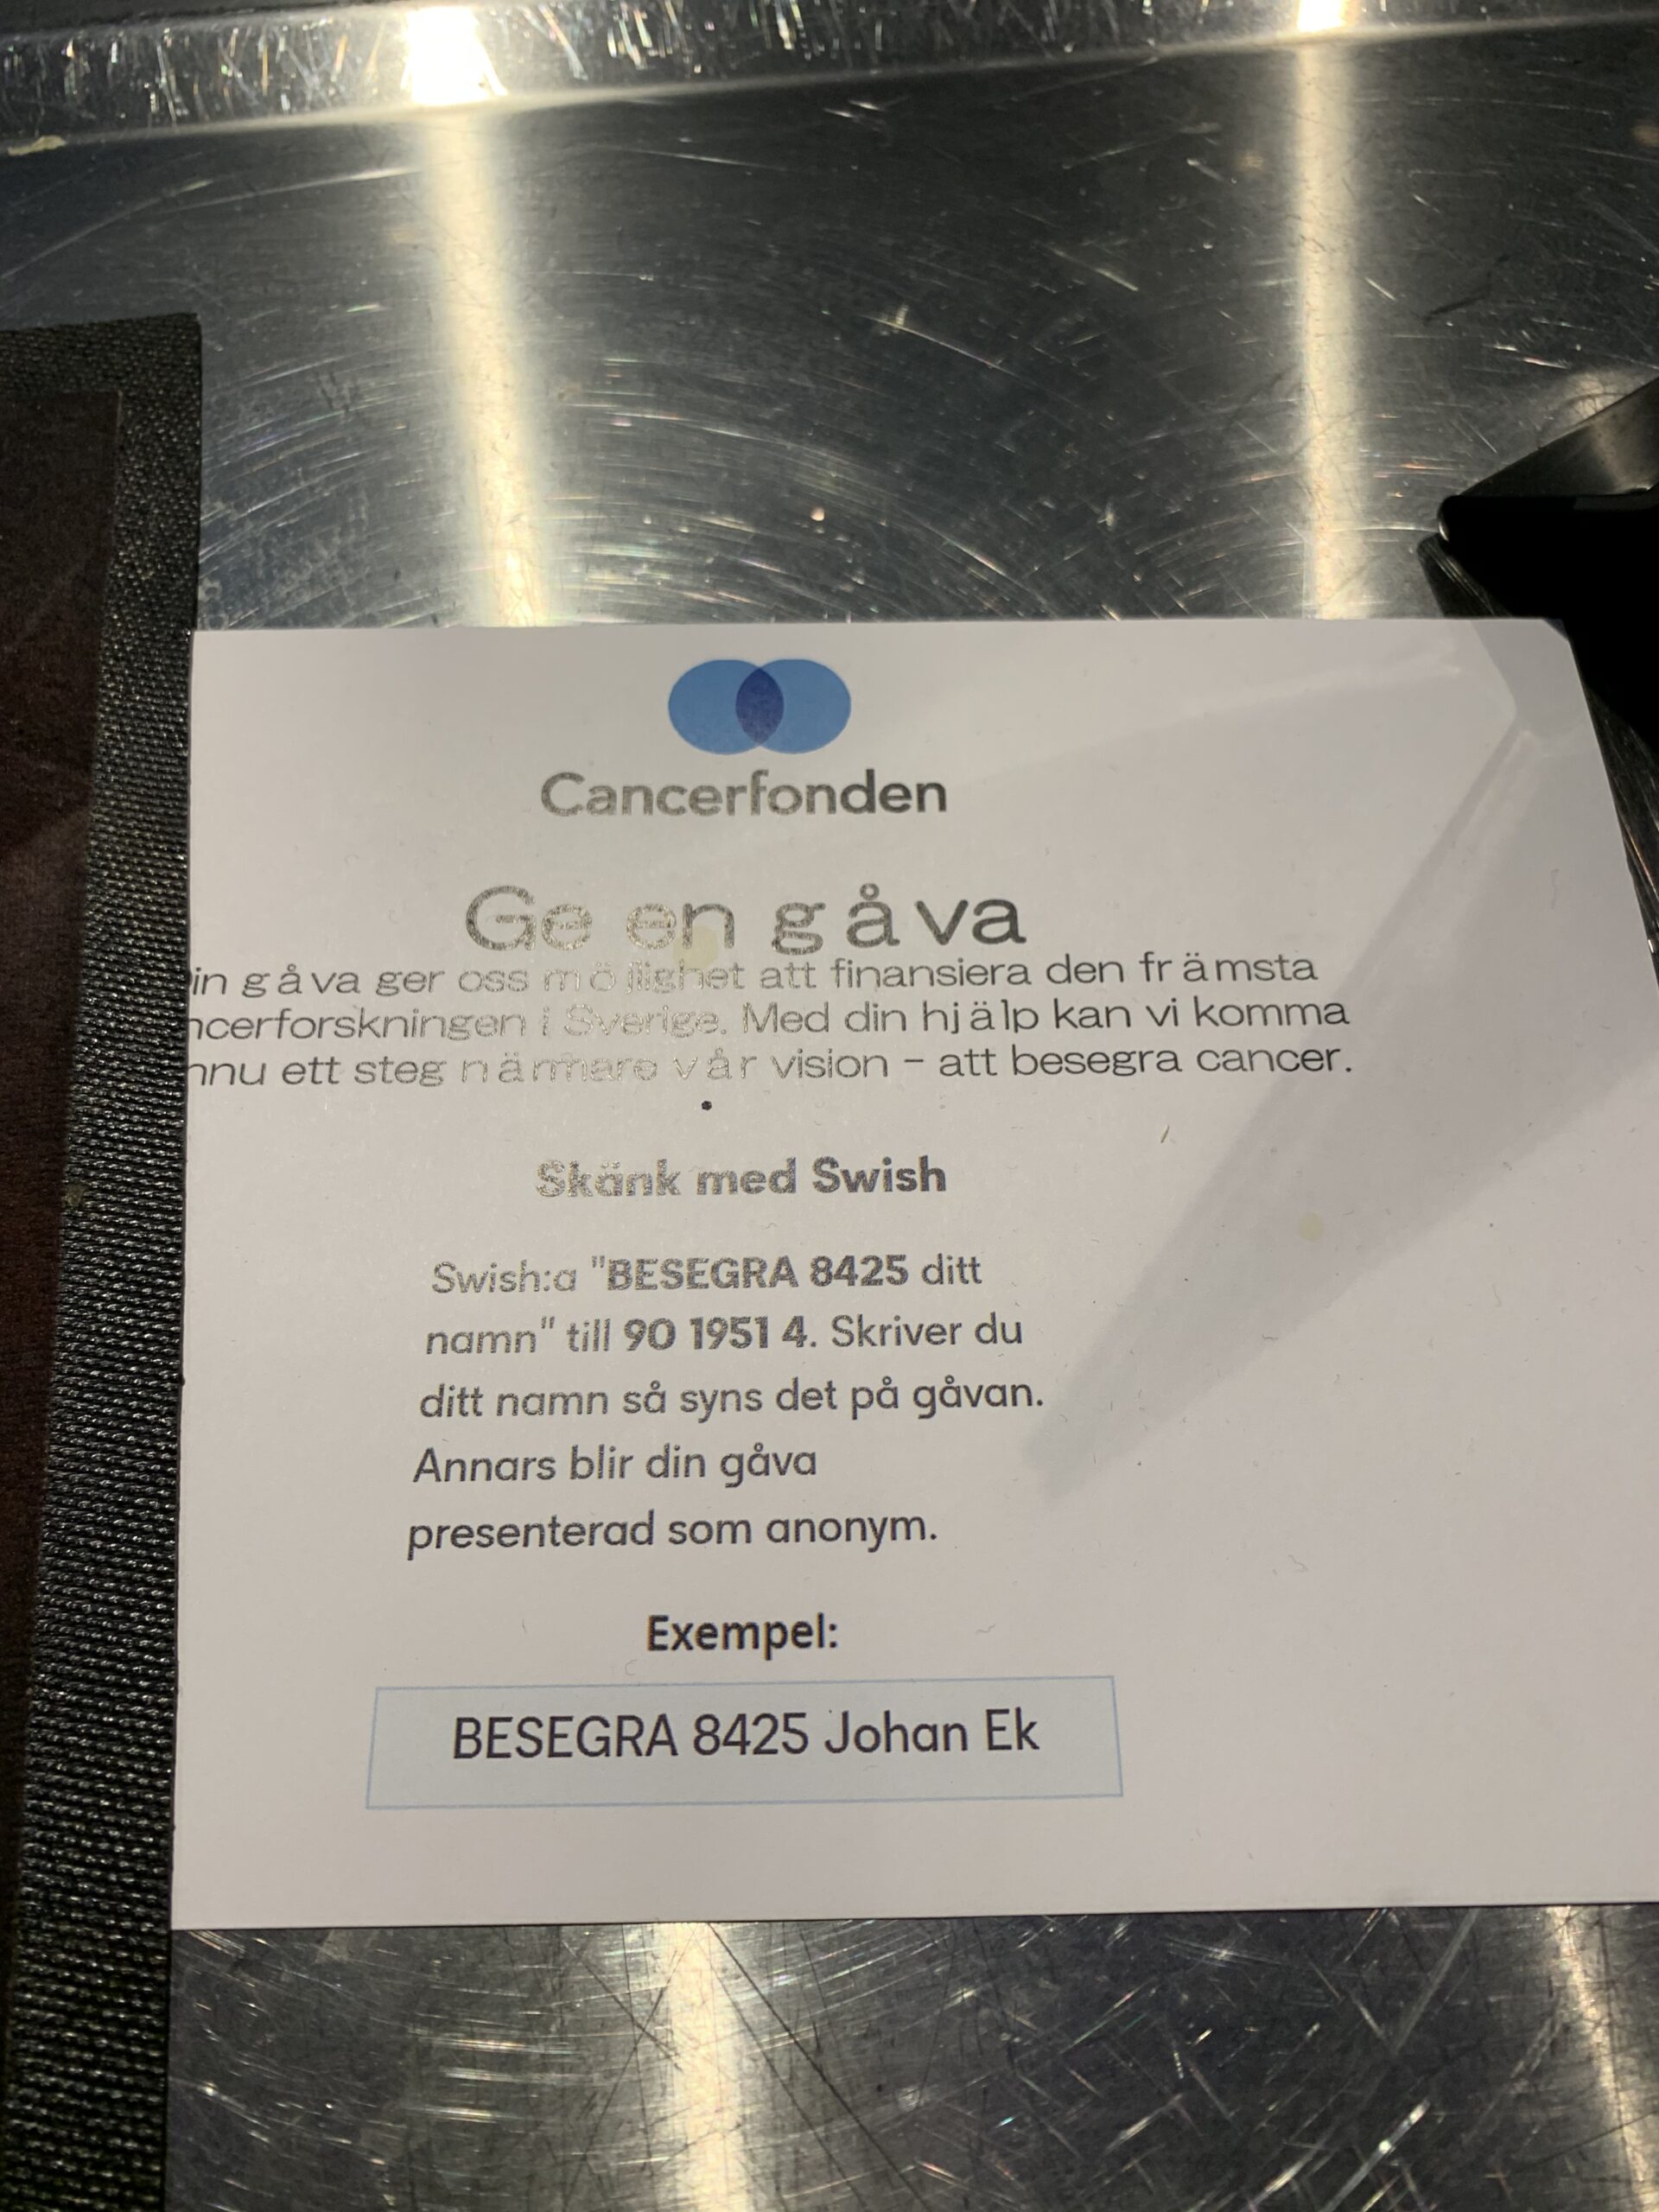 Cancerfonden
Ge en gåva
in gåva ger oss möjlighet att finansiera den främsta
ncerforskningen i Sverige. Med din hjälp kan vi komma
nnu ett steg närmare vår vision - att besegra cancer.
Skänk med Swish
Swish:a "BESEGRA 8425 ditt
namn" till 90 1951 4. Skriver du
ditt namn så syns det på gåvan.
Annars blir din gåva
presenterad som anonym.
Exempel:
BESEGRA 8425 Johan Ek